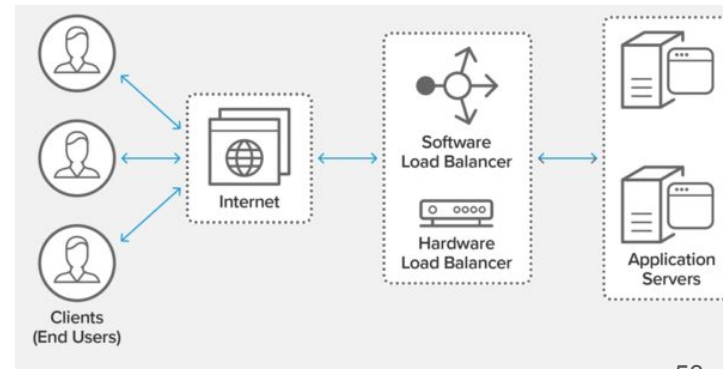 Clients
(End Users)
Internet
Software
Load Balancer
Hardware
Load Balancer
Application
Servers